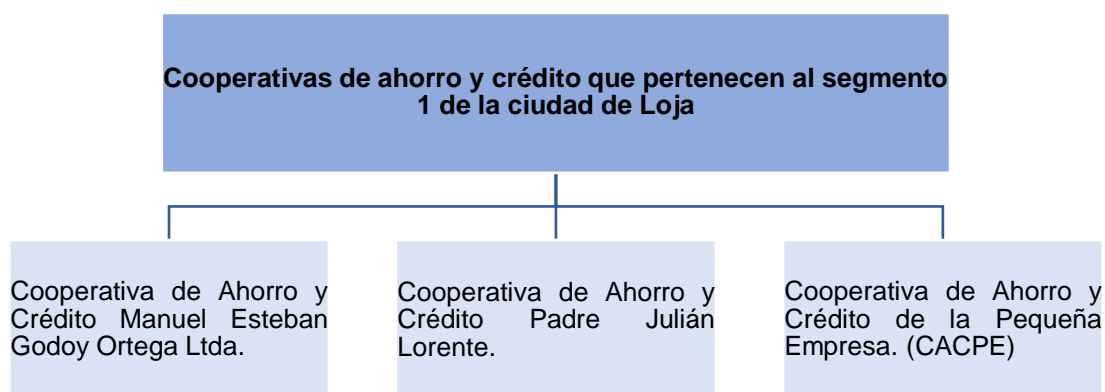 Cooperativas de ahorro y crédito que pertenecen al segmento
1 de la ciudad de Loja
Cooperativa de Ahorro y
Crédito Manuel Esteban
Godoy Ortega Ltda.
Cooperativa de Ahorro y
Crédito Padre Julián
Lorente.
Cooperativa de Ahorro y
Crédito de la Pequeña
Empresa. (CACPE)